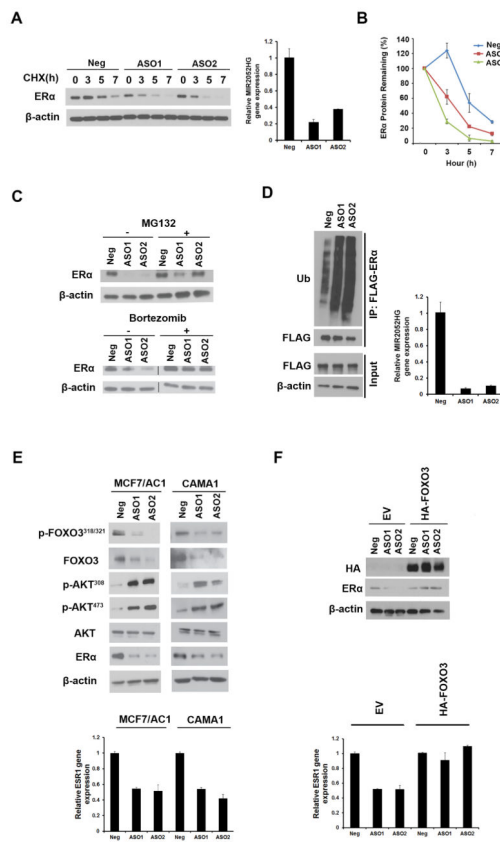 A
Neg ASO1 ASO2
CHX(h) 0 3 5 7 0 3 5 7 0 3 5 7
ERα
β-actin
Relative MIR2052HG
gene expression
1.2
1
0.8
0.6
0.4
0.2
0
Neg ASO1 ASO2
B
ERα Protein Remaining (%)
140
120
100
80
60
40
20
0
0 3 5 7
Hour (h)
Neg
ASO
ASO
C
MG132
- +
Neg ASO1 ASO2 Neg ASO1 ASO2
ERα
β-actin
Bortezomib
- +
Neg ASO1 ASO2 Neg ASO1 ASO2
ERα
β-actin
D
Neg ASO1 ASO2
Ub
FLAG
IP: FLAG-ERα
FLAG
β-actin
Input
Relative MIR2052HG
gene expression
1.2
1
0.8
0.6
0.4
0.2
0
Neg ASO1 ASO2
E
MCF7/AC1 CAMA1
Neg ASO1 ASO2 Neg ASO1 ASO2
p-FOXO3318/321
FOXO3
p-AKT308
p-AKT473
AKT
ERα
β-actin
MCF7/AC1 CAMA1
Relative ESR1 gene
expression
1.2
1
0.8
0.6
0.4
0.2
0
Neg ASO1 ASO2 Neg ASO1 ASO2
F
EV HA-FOXO3
Neg ASO1 ASO2 Neg ASO1 ASO2
HA
ERα
β-actin
EV HA-FOXO3
Relative ESR1 gene
expression
1.2
1
0.8
0.6
0.4
0.2
0
Neg ASO1 ASO2 Neg ASO1 ASO2